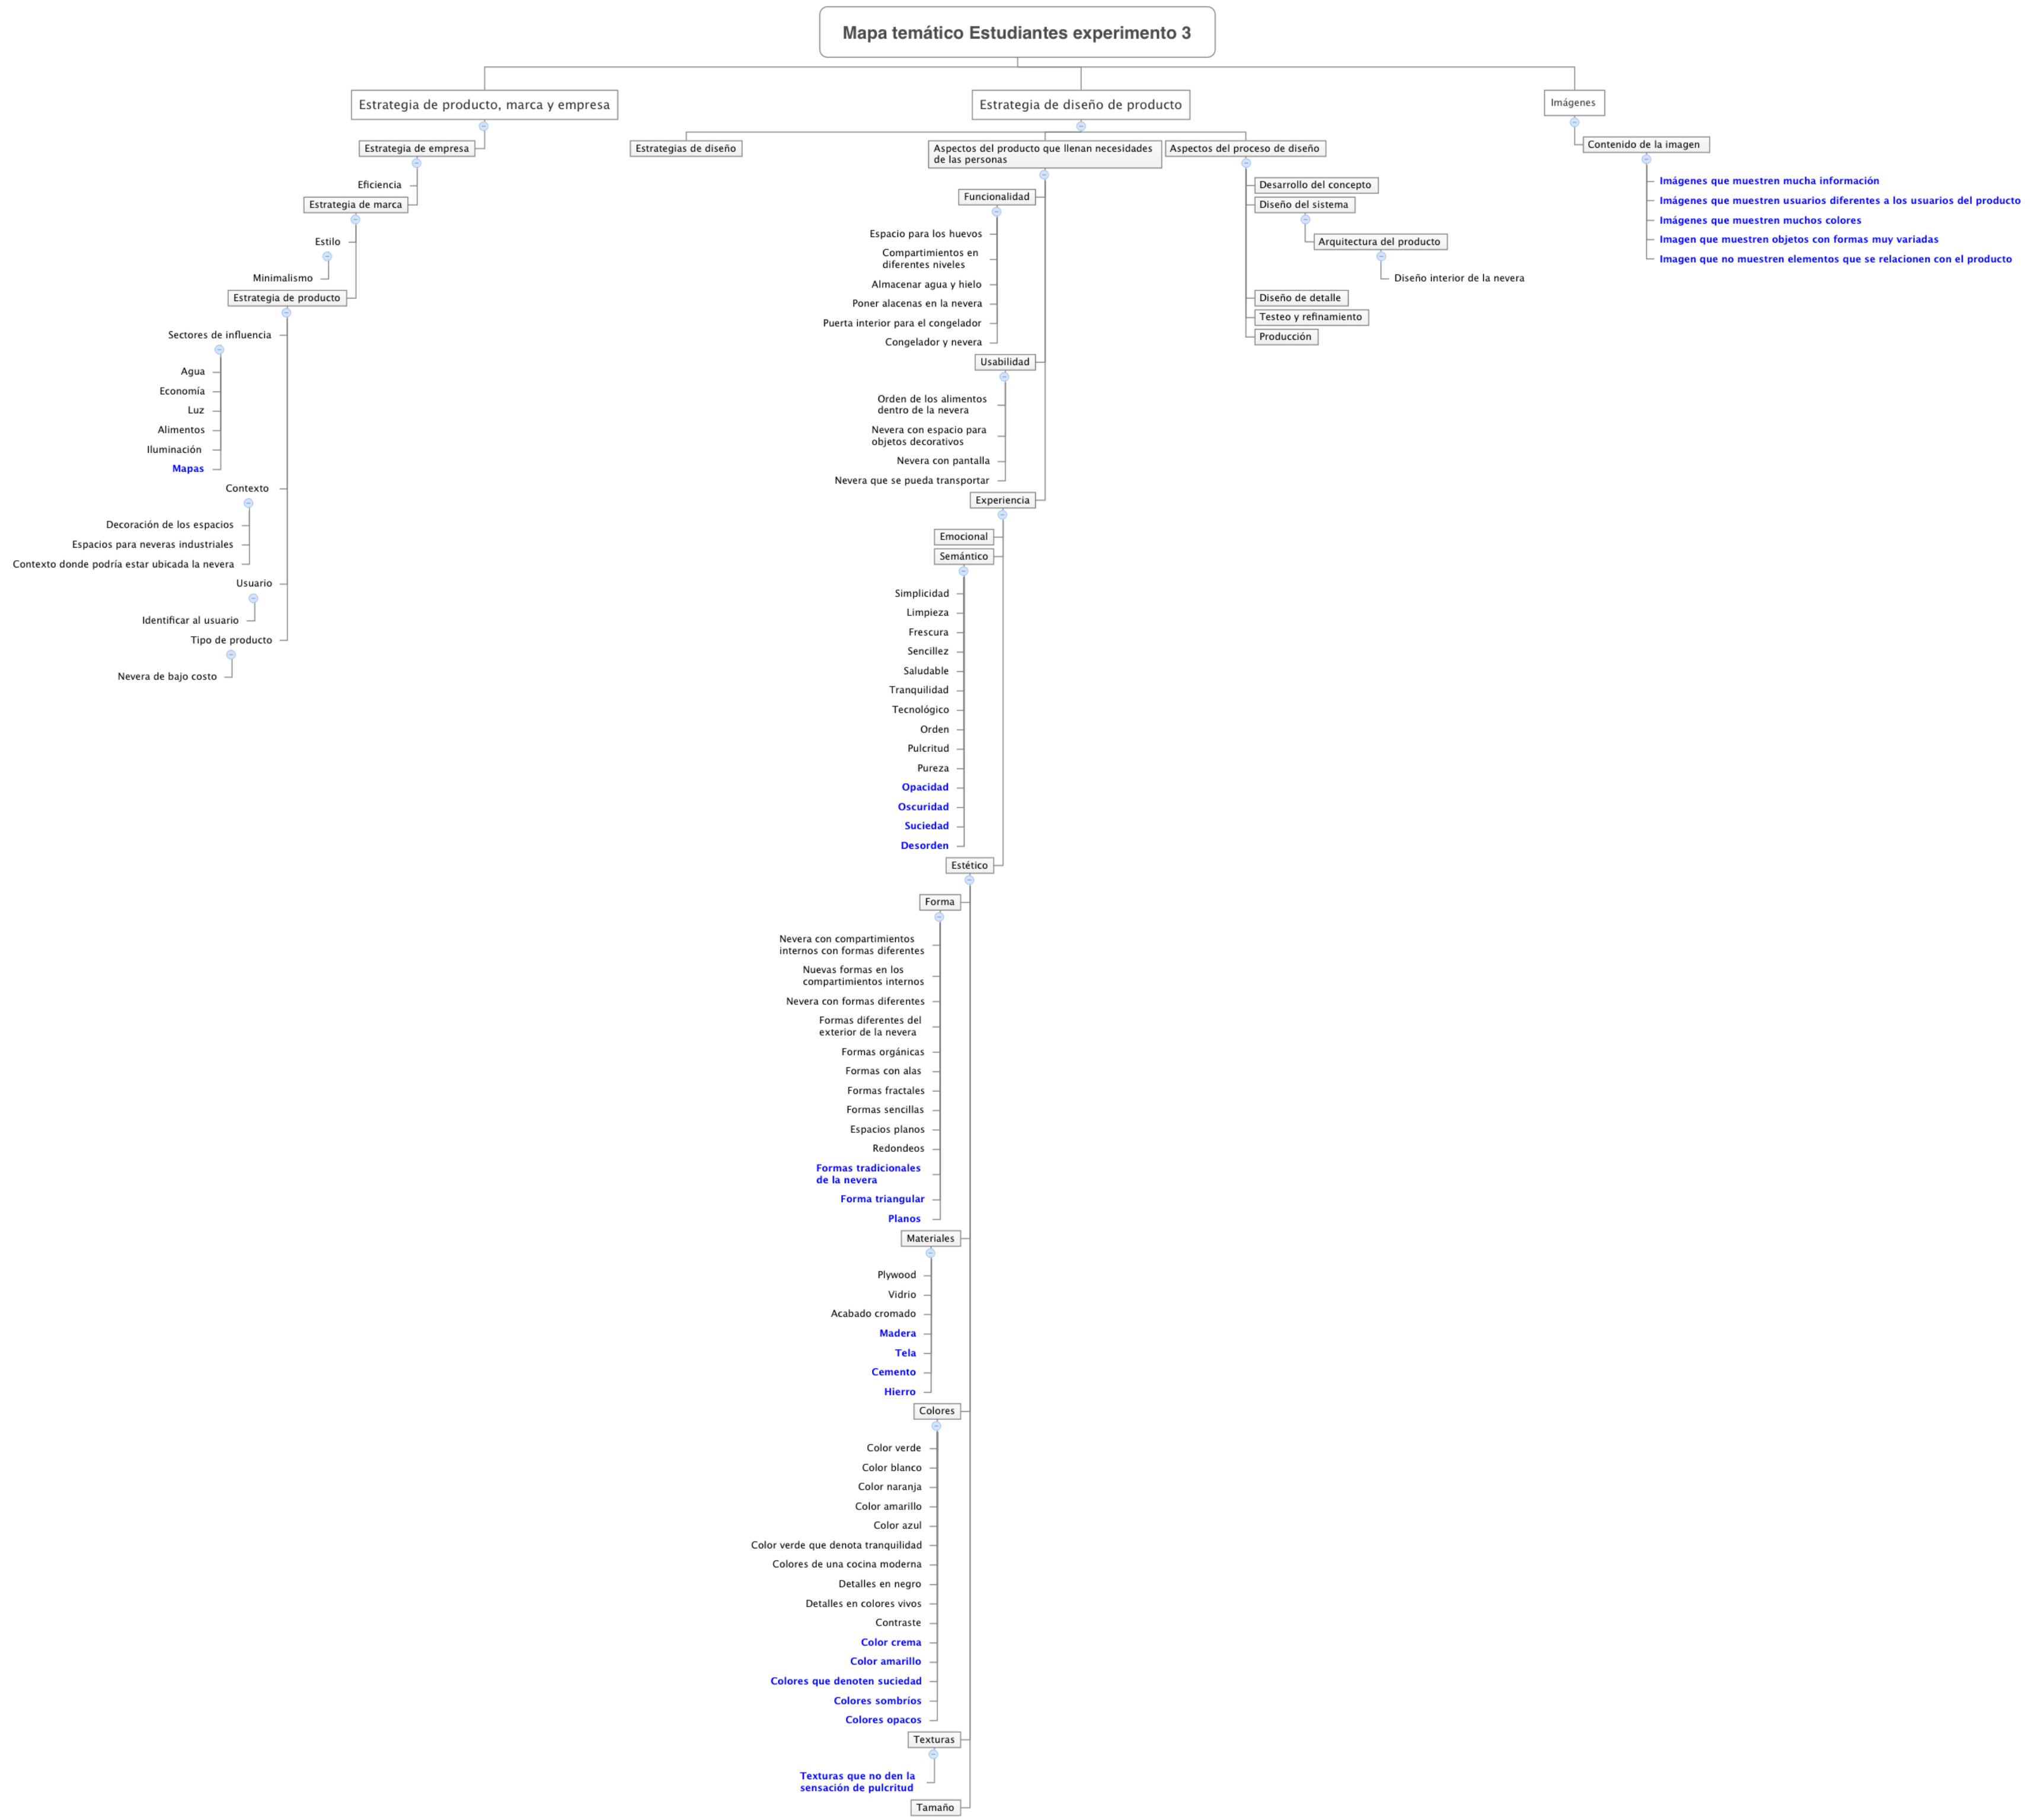 Mapa temático Estudiantes experimento 3
Estrategia de producto, marca y empresa
Estrategia de empresa
Eficiencia
Estrategia de marca
Estilo
Minimalismo
Estrategia de producto
Sectores de influencia
Agua
Economía
Luz
Alimentos
Iluminación
Mapas
Contexto
Decoración de los espacios
Espacios para neveras industriales
Contexto donde podría estar ubicada la nevera
Usuario
Identificar al usuario
Tipo de producto
Nevera de bajo costo
Estrategia de diseño de producto
Estrategias de diseño
Aspectos del producto que llenan necesidades
de las personas
Funcionalidad
Espacio para los huevos
Compartimientos en
diferentes niveles
Almacenar agua y hielo
Poner alacenas en la nevera
Puerta interior para el congelador
Congelador y nevera
Usabilidad
Orden de los alimentos
dentro de la nevera
Nevera con espacio para
objetos decorativos
Nevera con pantalla
Nevera que se pueda transportar
Experiencia
Emocional
Semántico
Simplicidad
Limpieza
Frescura
Sencillez
Saludable
Tranquilidad
Tecnológico
Orden
Pulcritud
Pureza
Opacidad
Oscuridad
Suciedad
Desorden
Estético
Forma
Nevera con compartimientos
internos con formas diferentes
Nuevas formas en los
compartimientos internos
Nevera con formas diferentes
Formas diferentes del
exterior de la nevera
Formas orgánicas
Formas con alas
Formas fractales
Formas sencillas
Espacios planos
Redondeos
Formas tradicionales
de la nevera
Forma triangular
Planos
Materiales
Plywood
Vidrio
Acabado cromado
Madera
Tela
Cemento
Hierro
Colores
Color verde
Color blanco
Color naranja
Color amarillo
Color azul
Color verde que denota tranquilidad
Colores de una cocina moderna
Detalles en negro
Detalles en colores vivos
Contraste
Color crema
Color amarillo
Colores que denoten suciedad
Colores sombríos
Colores opacos
Texturas
Texturas que no den la
sensación de pulcritud
Tamaño
Aspectos del proceso de diseño
Desarrollo del concepto
Diseño del sistema
Arquitectura del producto
Diseño interior de la nevera
Diseño de detalle
Testeo y refinamiento
Producción
Imágenes
Contenido de la imagen
Imágenes que muestren mucha información
Imágenes que muestren usuarios diferentes a los usuarios del producto
Imágenes que muestren muchos colores
Imagen que muestren objetos con formas muy variadas
Imagen que no muestren elementos que se relacionen con el producto